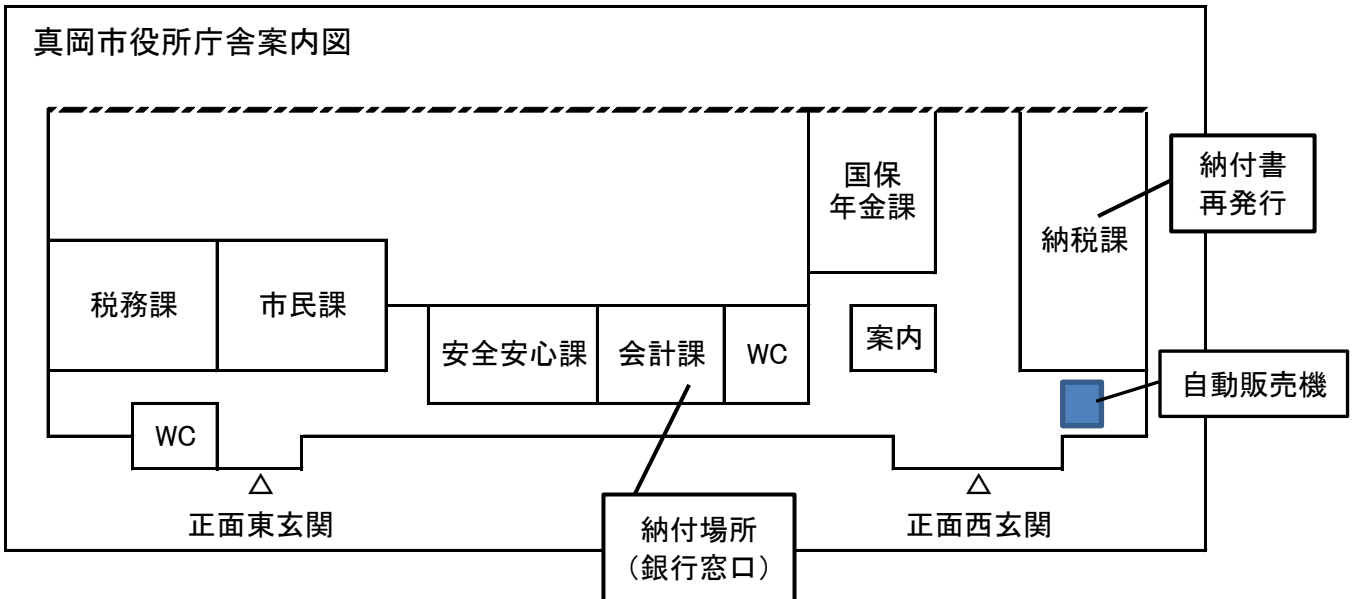 真岡市役所庁舎案内図
国保
年金課
納税課
納付書
再発行
税務課
市民課
安全安心課
会計課
WC
案内
自動販売機
WC
△
正面東玄関
△
正面西玄関
納付場所
（銀行窓口）